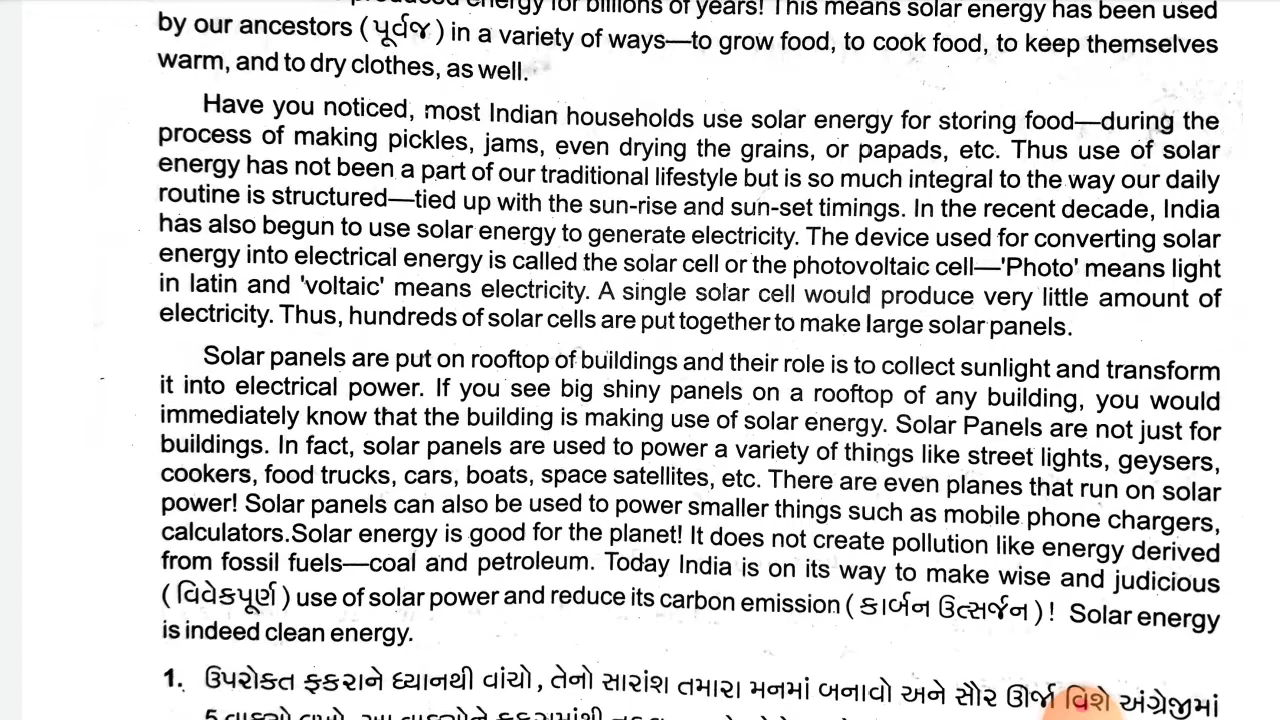 energy for billions of years! This means solar energy has been used
by our ancestors (પૂર્વજ) in a variety of ways—to grow food, to cook food, to keep themselves
warm, and to dry clothes, as well.
Have you noticed, most Indian households use solar energy for storing food—during the
process of making pickles, jams, even drying the grains, or papads, etc. Thus use of solar
energy has not been a part of our traditional lifestyle but is so much integral to the way our daily
routine is structured—tied up with the sun-rise and sun-set timings. In the recent decade, India
has also begun to use solar energy to generate electricity. The device used for converting solar
energy into electrical energy is called the solar cell or the photovoltaic cell—'Photo' means light
in latin and 'voltaic' means electricity. A single solar cell would produce very little amount of
electricity. Thus, hundreds of solar cells are put together to make large solar panels.
Solar panels are put on rooftop of buildings and their role is to collect sunlight and transform
it into electrical power. If you see big shiny panels on a rooftop of any building, you would
immediately know that the building is making use of solar energy. Solar Panels are not just for
buildings. In fact, solar panels are used to power a variety of things like street lights, geysers,
cookers, food trucks, cars, boats, space satellites, etc. There are even planes that run on solar
power! Solar panels can also be used to power smaller things such as mobile phone chargers,
calculators.Solar energy is good for the planet! It does not create pollution like energy derived
from fossil fuels—coal and petroleum. Today India is on its way to make wise and judicious
(વિવેકપૂર્ણ) use of solar power and reduce its carbon emission (કાર્બન ઉત્સર્જન)! Solar energy
is indeed clean energy.
1. ઉપરોક્ત ફકરાને ધ્યાનથી વાંચો, તેનો સારાંશ તમારા મનમાં બનાવો અને સૌર ઊર્જા વિશે અંગ્રેજીમાં